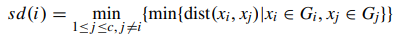 sd(i) = min_{1≤j≤c,j≠i} {min{dist(x_i, x_j)|x_i ∈ G_i, x_j ∈ G_j}}